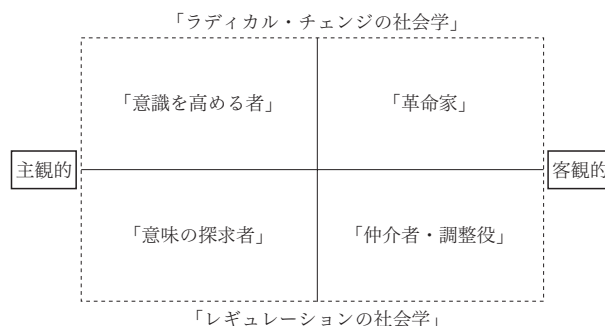 「ラディカル・チェンジの社会学」
「意識を高める者」
「革命家」
主観的
客観的
「意味の探求者」
「仲介者・調整役」
「レギュレーションの社会学」